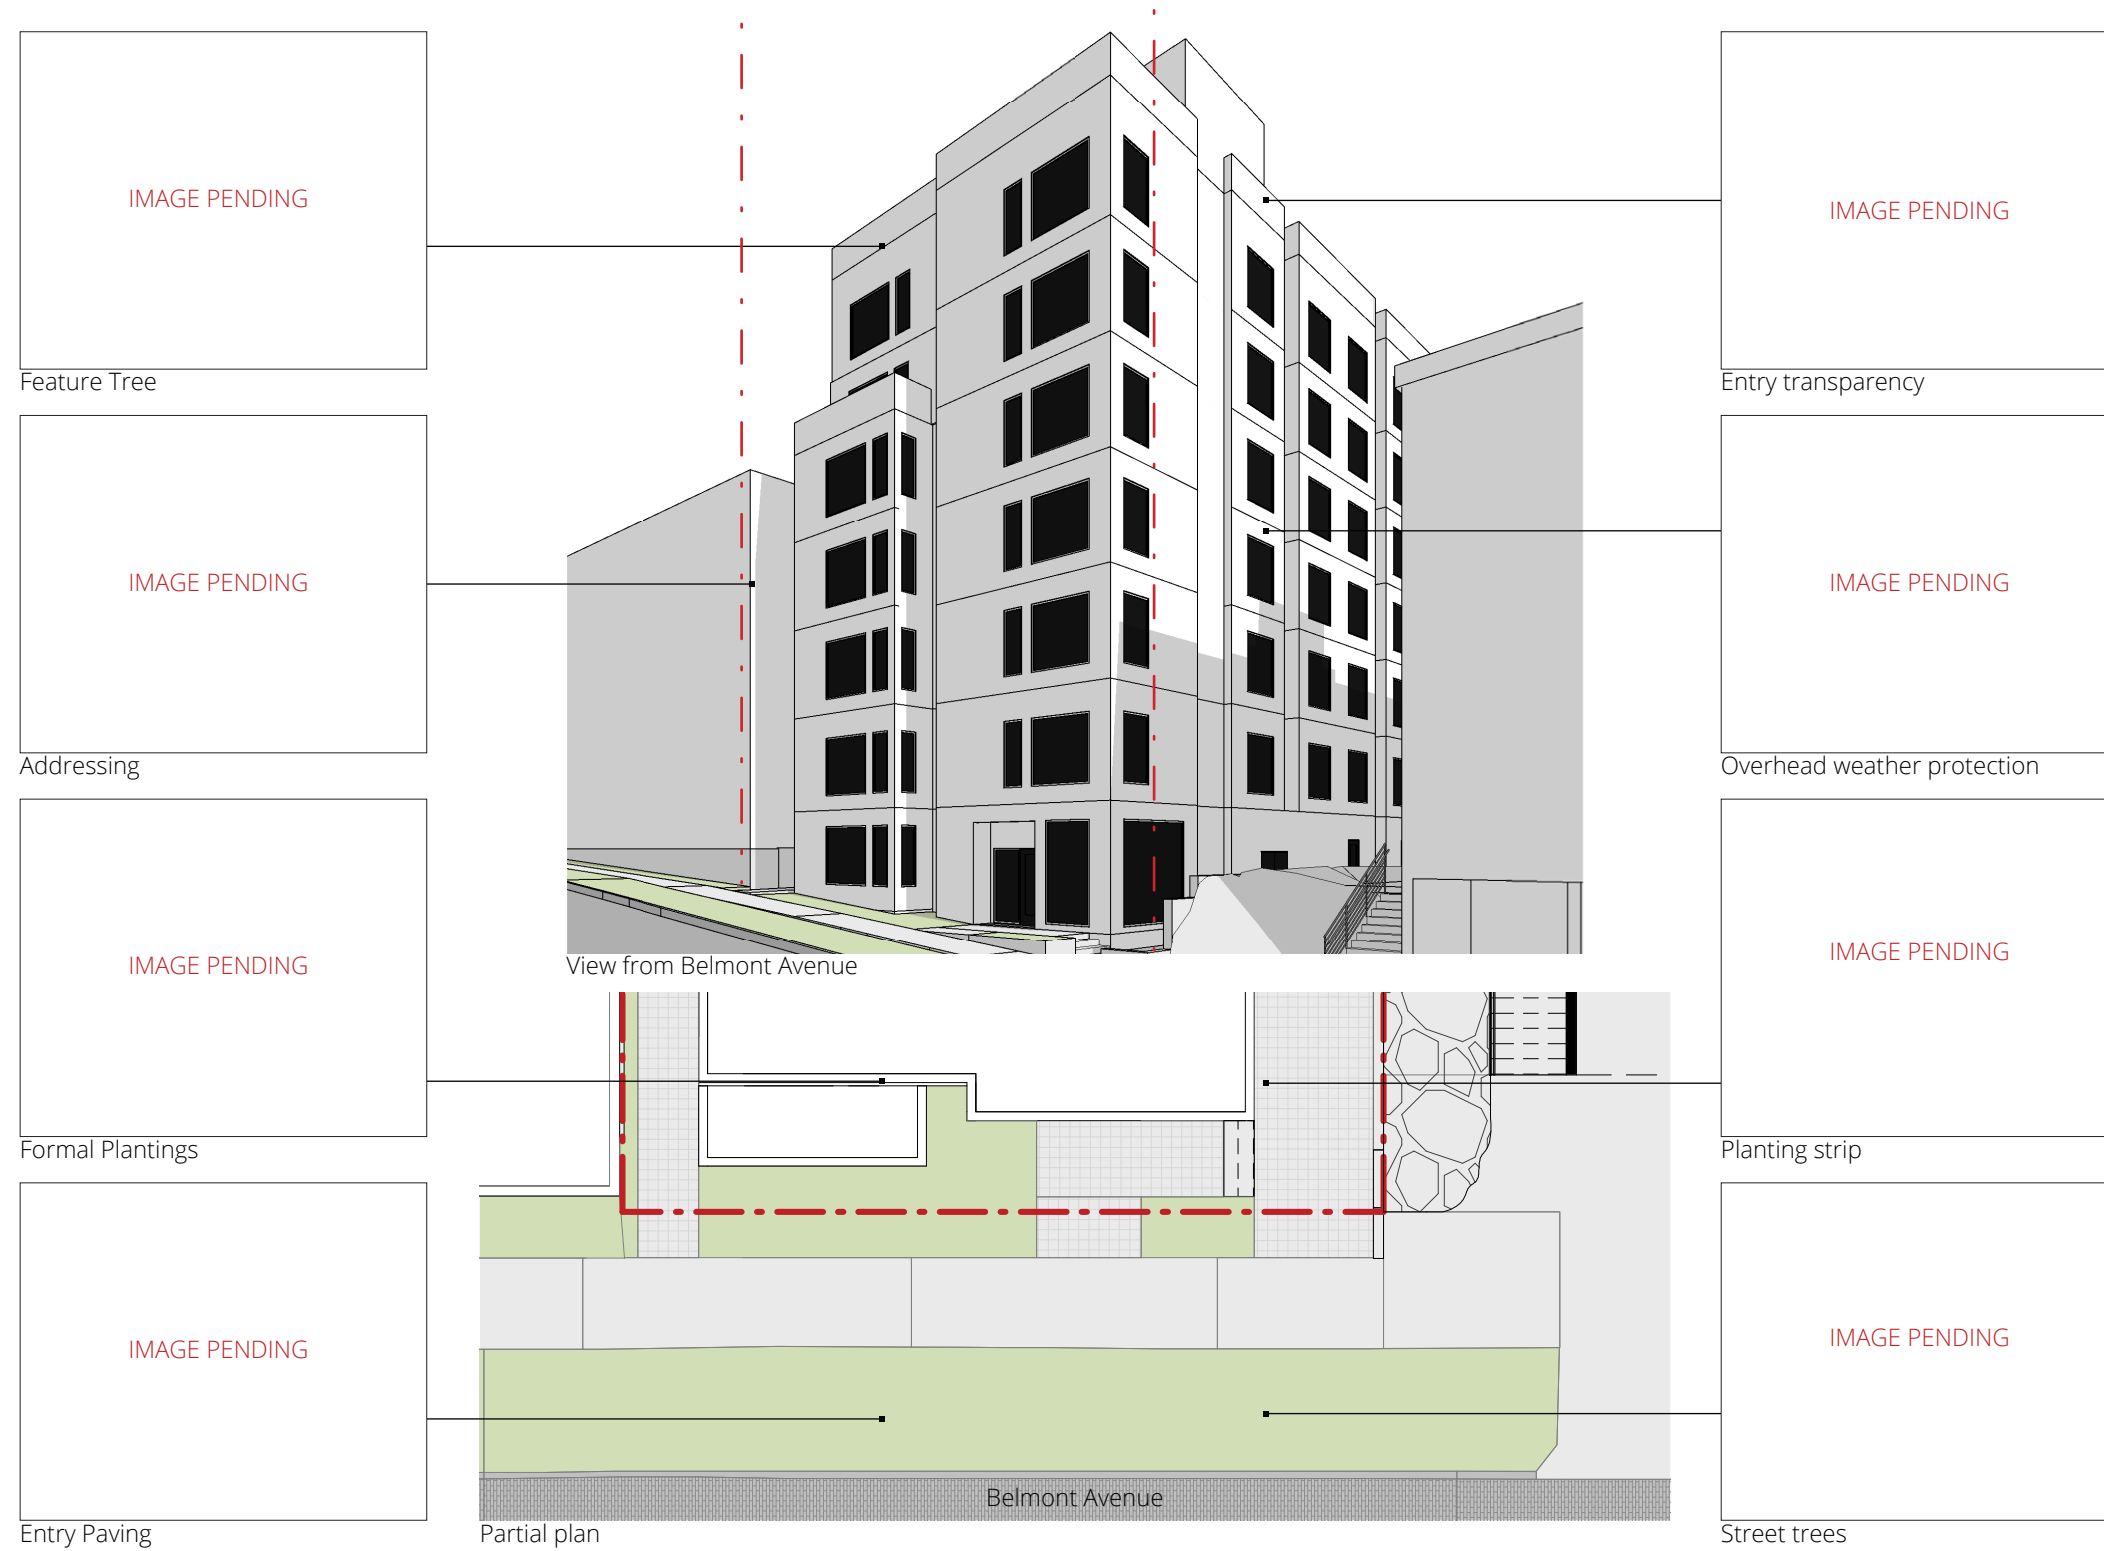 IMAGE PENDING
Feature Tree
IMAGE PENDING
Addressing
IMAGE PENDING
Formal Plantings
IMAGE PENDING
Entry Paving
View from Belmont Avenue
Belmont Avenue
Partial plan
IMAGE PENDING
Entry transparency
IMAGE PENDING
Overhead weather protection
IMAGE PENDING
Planting strip
IMAGE PENDING
Street trees